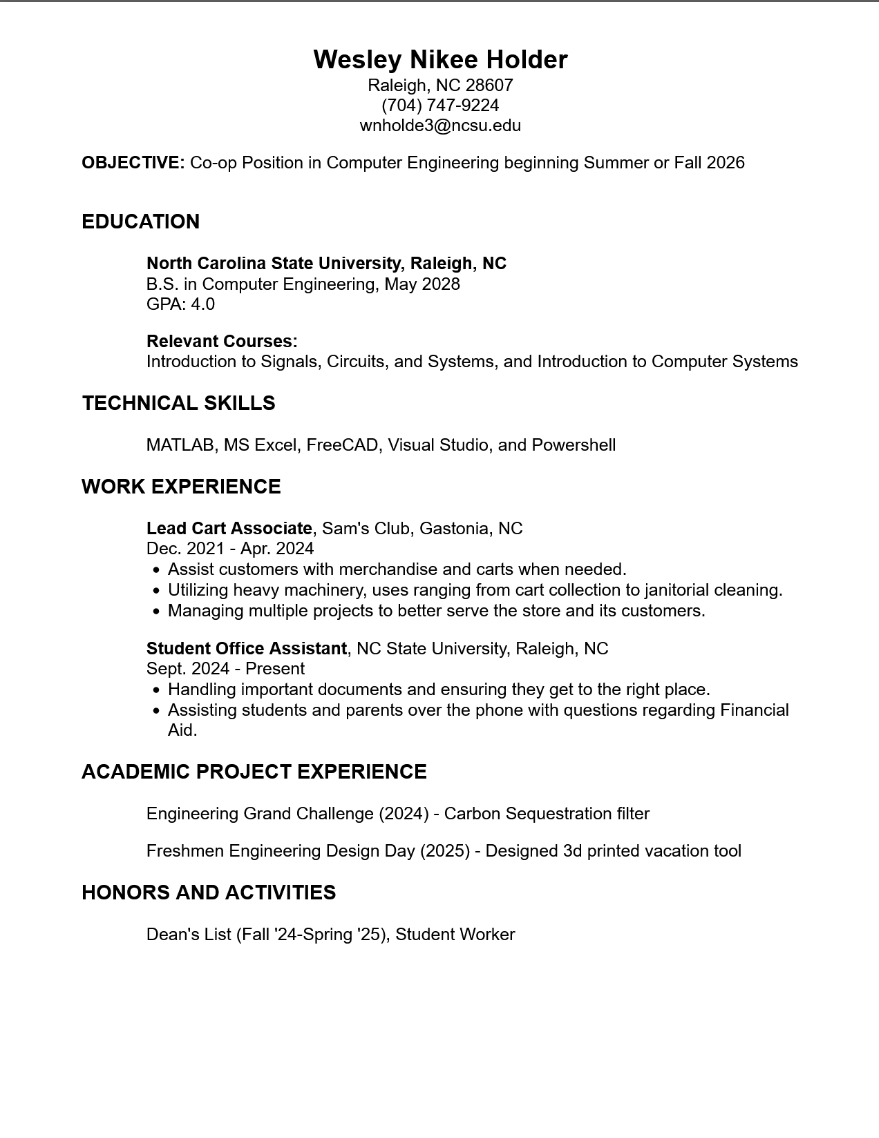 Wesley Nikee Holder
Raleigh, NC 28607
(704) 747-9224
wnholde3@ncsu.edu
OBJECTIVE: Co-op Position in Computer Engineering beginning Summer or Fall 2026
EDUCATION
North Carolina State University, Raleigh, NC
B.S. in Computer Engineering, May 2028
GPA: 4.0
Relevant Courses:
Introduction to Signals, Circuits, and Systems, and Introduction to Computer Systems
TECHNICAL SKILLS
MATLAB, MS Excel, FreeCAD, Visual Studio, and Powershell
WORK EXPERIENCE
Lead Cart Associate, Sam's Club, Gastonia, NC
Dec. 2021 - Apr. 2024
• Assist customers with merchandise and carts when needed.
• Utilizing heavy machinery, uses ranging from cart collection to janitorial cleaning.
• Managing multiple projects to better serve the store and its customers.
Student Office Assistant, NC State University, Raleigh, NC
Sept. 2024 - Present
• Handling important documents and ensuring they get to the right place.
• Assisting students and parents over the phone with questions regarding Financial
Aid.
ACADEMIC PROJECT EXPERIENCE
Engineering Grand Challenge (2024) - Carbon Sequestration filter
Freshmen Engineering Design Day (2025) - Designed 3d printed vacation tool
HONORS AND ACTIVITIES
Dean's List (Fall '24-Spring '25), Student Worker